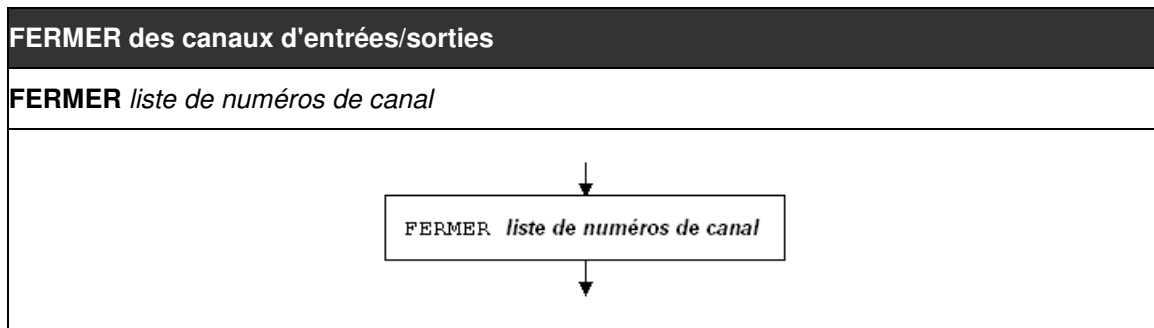 FERMER des canaux d'entrées/sorties
FERMER liste de numéros de canal
FERMER liste de numéros de canal